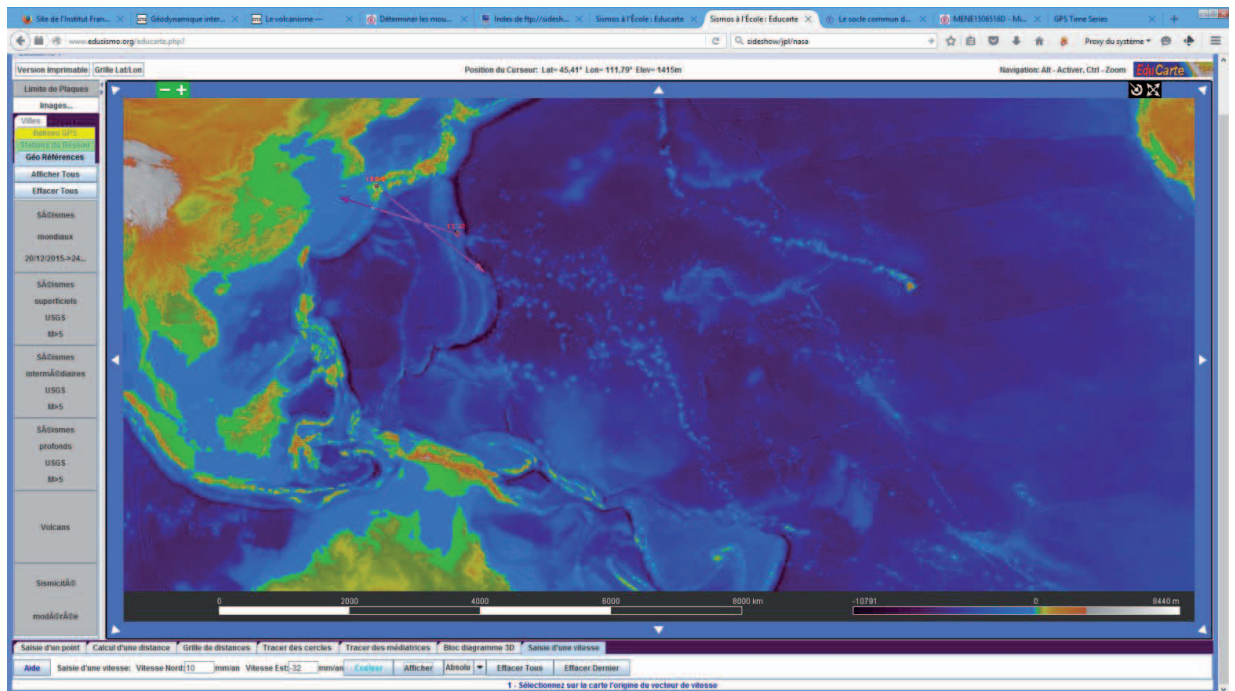 Site de l'Institut Fran... × Géodynamique inter... × Le volcanisme — × Déterminer les mou... × Index de ftp://sidesh... × Sismos à l'École : Educarte × Sismos à l'École : Educarte × Le socle commun d... × MENE1506516D - Mi... × GPS Time Series ×
www.edusismo.org/educarte.php? sideshow/jpl/nasa Proxy du système
Version Imprimable Grille Lat/Lon Position du Curseur: Lat= 45,41° Lon= 111,79° Elev= 1415m Navigation: Alt - Activer, Ctrl - Zoom EduCarte
Limite de Plaques
Images...
Villes
Balises GPS
Stations du Réseau
Géo Références
Afficher Tous
Effacer Tous
SÃ©ismes
mondiaux
20/12/2015->24...
SÃ©ismes
superficiels
USGS
M>5
SÃ©ismes
intermÃ©diaires
USGS
M>5
SÃ©ismes
profonds
USGS
M>5
Volcans
SismicitÃ©
modÃ©rÃ©e
0 2000 4000 6000 8000 km -10791 0 8440 m
Saisie d'un point Calcul d'une distance Grille de distances Tracer des cercles Tracer des médiatrices Bloc diagramme 3D Saisie d'une vitesse
Aide Saisie d'une vitesse: Vitesse Nord: 10 mm/an Vitesse Est: -32 mm/an Couleur Afficher Absolu Effacer Tous Effacer Dernier
1 - Sélectionnez sur la carte l'origine du vecteur de vitesse